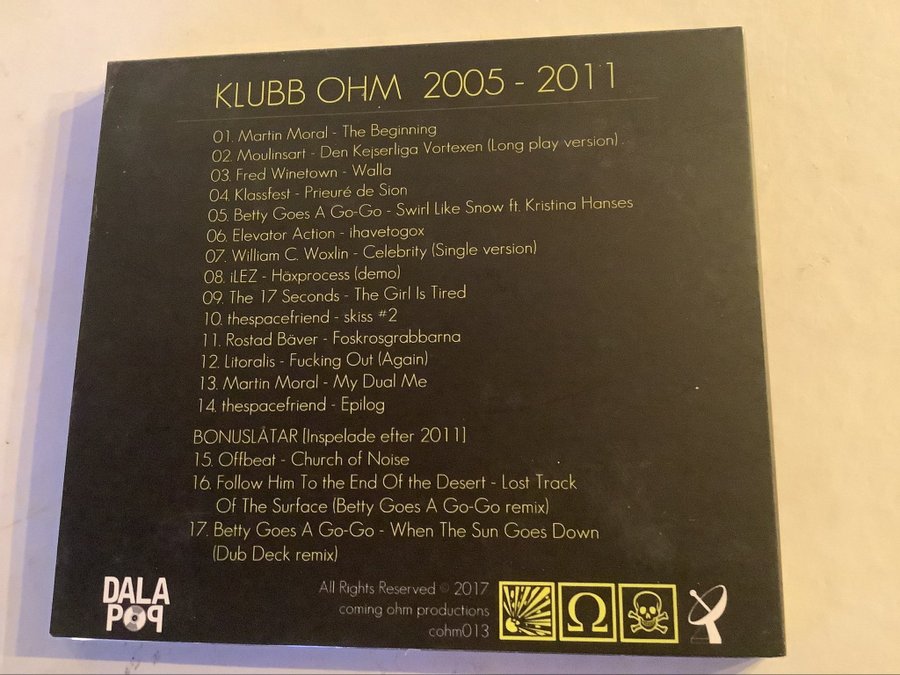 KLUBB OHM 2005 - 2011
01. Martin Moral - The Beginning
02. Moulinsart - Den Kejserliga Vortexen (Long play version)
03. Fred Winetown - Walla
04. Klassfest - Prieuré de Sion
05. Betty Goes A Go-Go - Swirl Like Snow ft. Kristina Hanses
06. Elevator Action - ihavetogox
07. William C. Woxlin - Celebrity (Single version)
08. iLEZ - Häxprocess (demo)
09. The 17 Seconds - The Girl Is Tired
10. thespacefriend - skiss #2
11. Rostad Bäver - Foskrosgrabbarna
12. Litoralis - Fucking Out (Again)
13. Martin Moral - My Dual Me
14. thespacefriend - Epilog
BONUSLÅTAR [Inspelade efter 2011]
15. Offbeat - Church of Noise
16. Follow Him To the End Of the Desert - Lost Track
Of The Surface (Betty Goes A Go-Go remix)
17. Betty Goes A Go-Go - When The Sun Goes Down
(Dub Deck remix)
DALA
POP
All Rights Reserved © 2017
coming ohm productions
cohm013
Ω